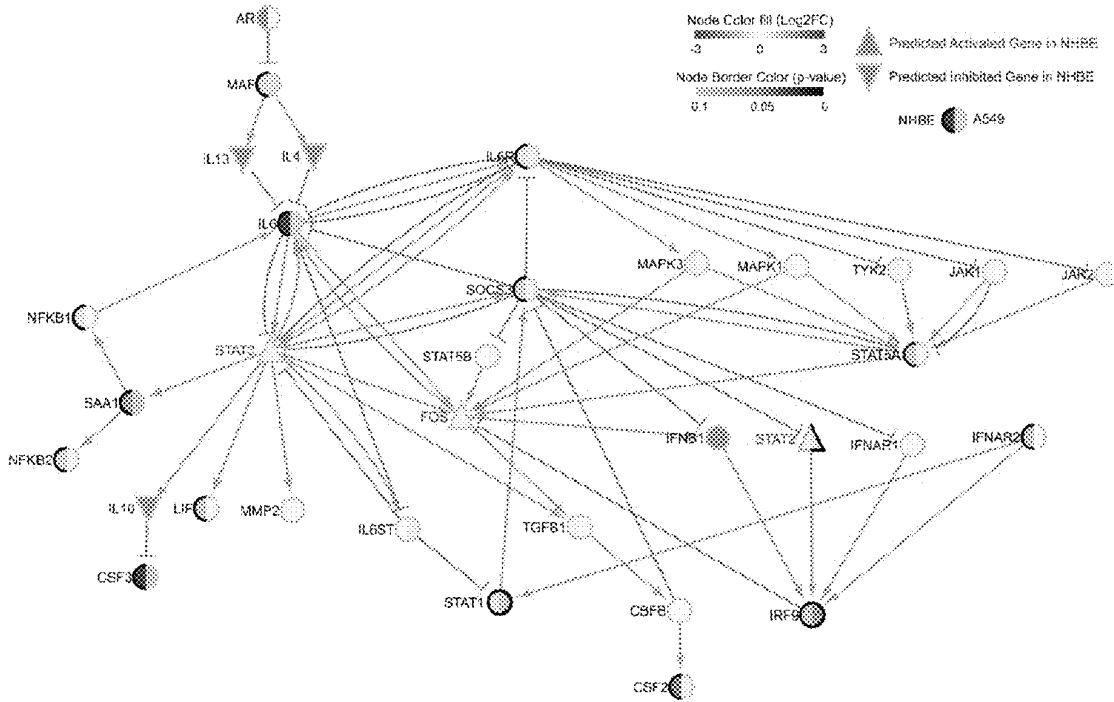 AR
Node Color fill (Log2FC)
-3 0 3
Predicted Activated Gene in NHBE
Node Border Color (p-value)
0.1 0.05 0
Predicted Inhibited Gene in NHBE
NHBE A549
MAF
IL13
IL4
IL6R
IL6
MAPK3
MAPK1
TYK2
JAK1
JAR2
SOCS3
NFKB1
STAT3
STAT5B
STAT5A
SAA1
FOS
IFNB1
STAT2
IFNAR1
IFNAR2
NFKB2
IL10
LIF
MMP2
IL6ST
TGFB1
CSF3
STAT1
CBFB
IRF9
CSF2